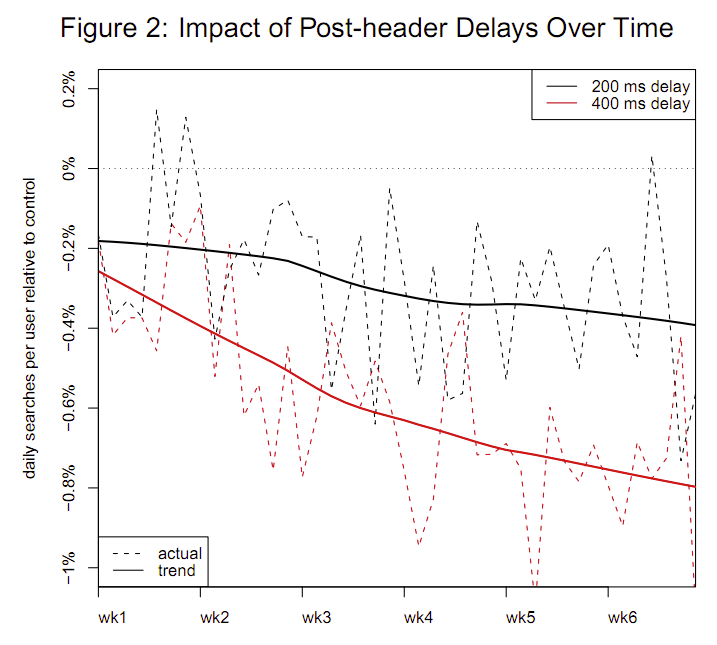 Figure 2: Impact of Post-header Delays Over Time
200 ms delay
400 ms delay
daily searches per user relative to control
0.2%
0%
−0.2%
−0.4%
−0.6%
−0.8%
−1%
actual
trend
wk1 wk2 wk3 wk4 wk5 wk6